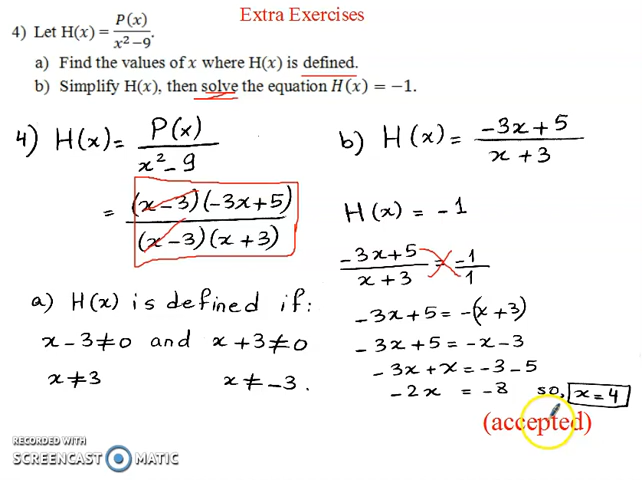 Extra Exercises
4) Let H(x) = P(x)/(x² − 9).
a) Find the values of x where H(x) is defined.
b) Simplify H(x), then solve the equation H(x) = −1.
4) H(x) = P(x)/(x² - 9)
= (x - 3)(-3x + 5)/((x - 3)(x + 3))
a) H(x) is defined if:
x - 3 ≠ 0 and x + 3 ≠ 0
x ≠ 3 x ≠ -3.
b) H(x) = (-3x + 5)/(x + 3)
H(x) = -1
(-3x + 5)/(x + 3) = -1/1
-3x + 5 = -(x + 3)
-3x + 5 = -x - 3
-3x + x = -3 - 5
-2x = -8 so, x = 4
(accepted)
RECORDED WITH
SCREENCAST MATIC